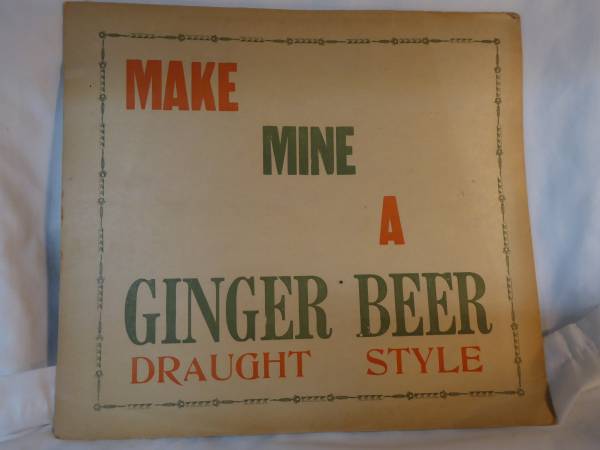 MAKE
MINE
A
GINGER BEER
DRAUGHT STYLE